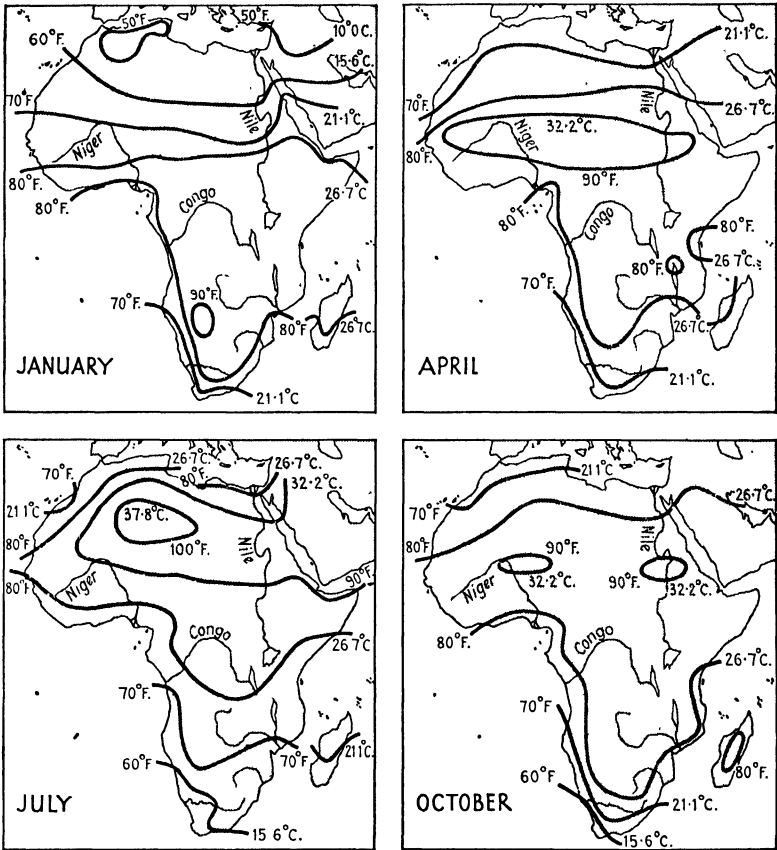 50°F.
50°F.
60°F.
10°0C.
15·6°C.
70°F
Nile
21·1°C.
Niger
80°F.
26·7°C
80°F.
Congo
90°F.
70°F.
80°F
26°7C.
JANUARY
21·1°C
21·1°C.
70°F.
Nile
26·7°C.
32·2°C.
Niger
80°F.
90°F.
80°F.
Congo
80°F.
80°F.
26 7°C.
70°F.
26·7°C.
APRIL
21·1°C.
26·7°C.
26·7°C.
70°F.
80°F.
32·2°C.
21 1C
37·8°C.
100°F.
Nile
80°F
90°F.
80°F
Niger
Congo
26 7°C
70°F.
70°F
21 1C.
60°F
JULY
15 6°C.
21 1C
70°F
26·7°C.
Nile
80°F
90°F.
90°F.
Niger
32·2°C.
32·2°C.
80°F.
Congo
26·7°C.
70°F
80°F.
60°F
OCTOBER
21·1°C.
15·6°C.